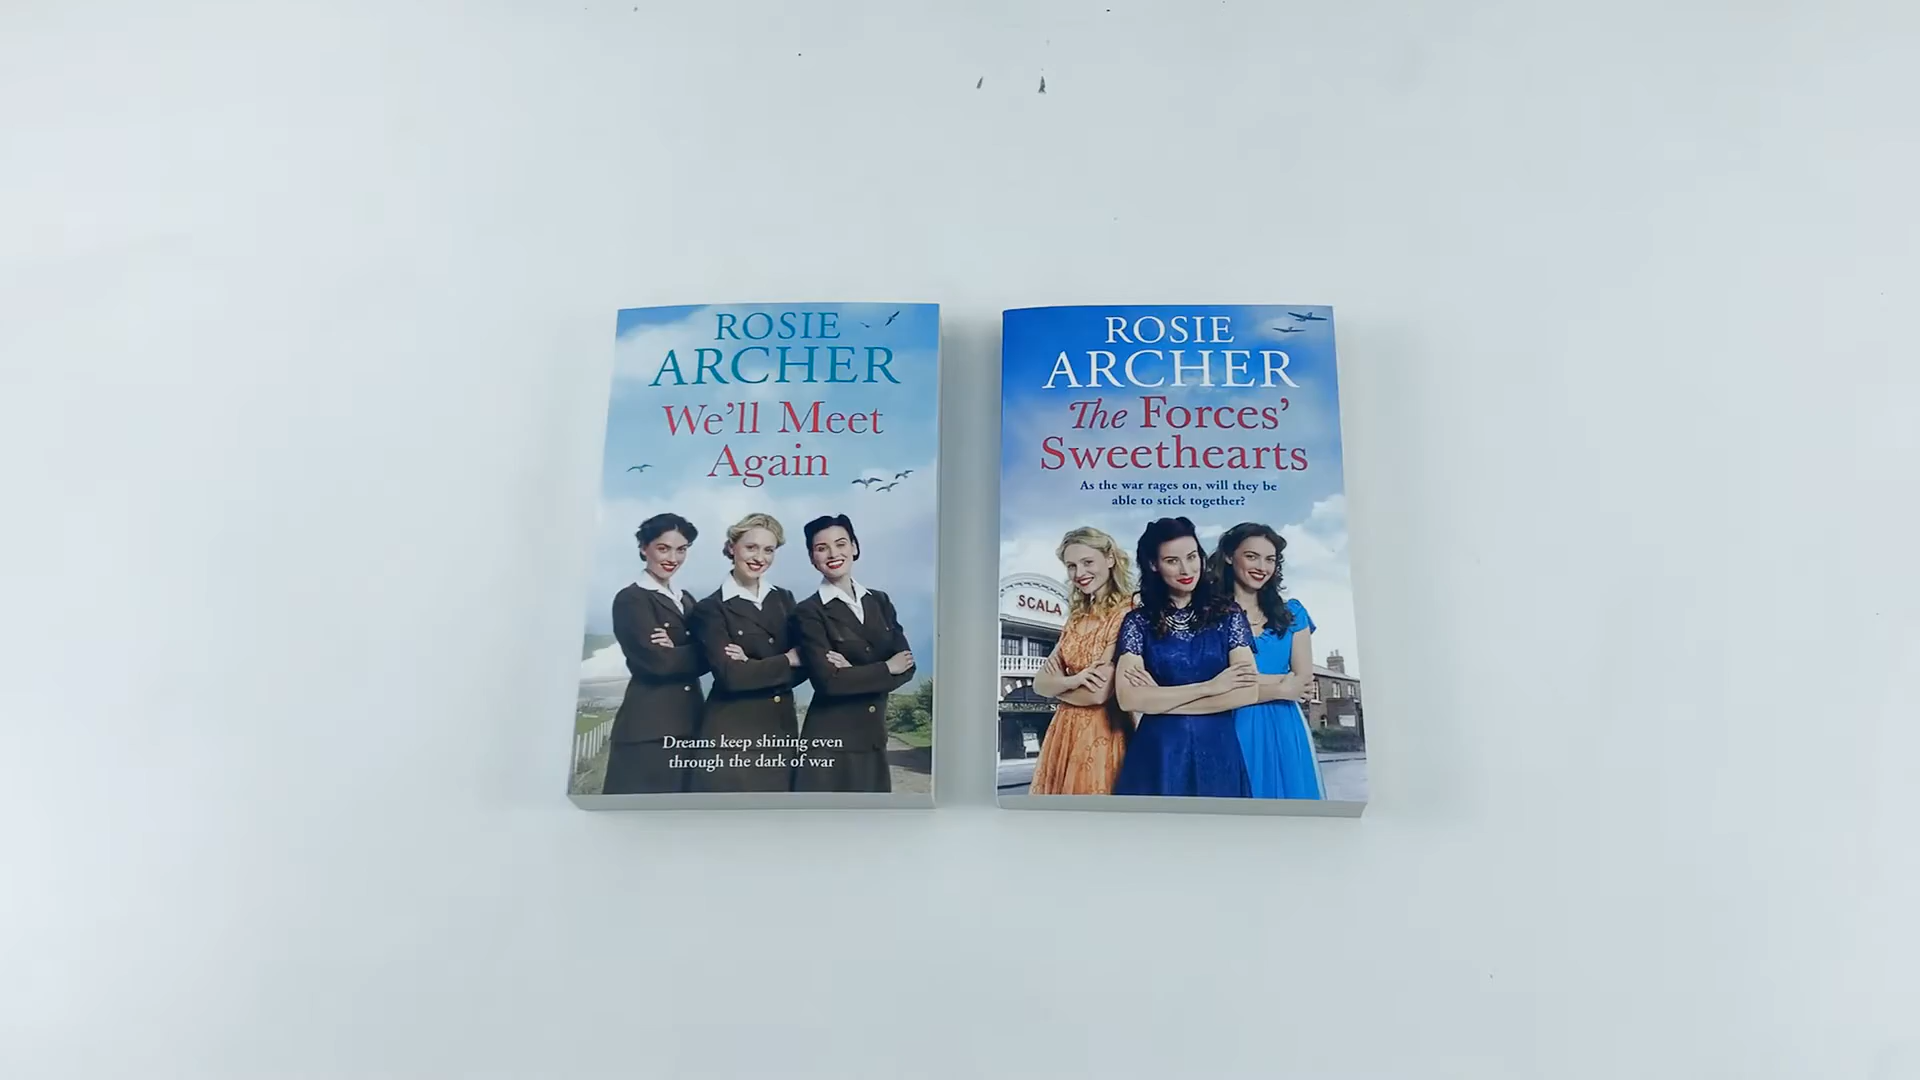 ROSIE
ARCHER
We'll Meet
Again
Dreams keep shining even
through the dark of war
ROSIE
ARCHER
The Forces'
Sweethearts
As the war rages on, will they be
able to stick together?
SCALA